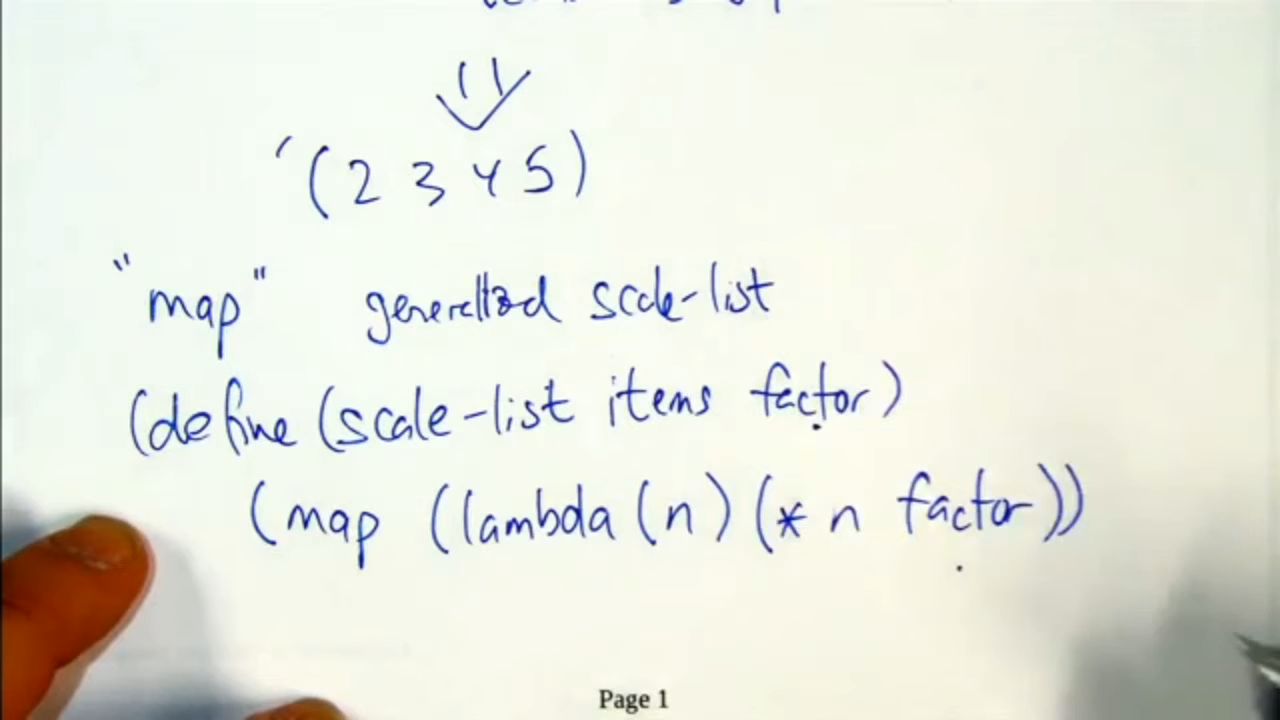 '(2 3 4 5)
"map" generalized scale-list
(define (scale-list items factor)
(map (lambda (n) (* n factor))
Page 1